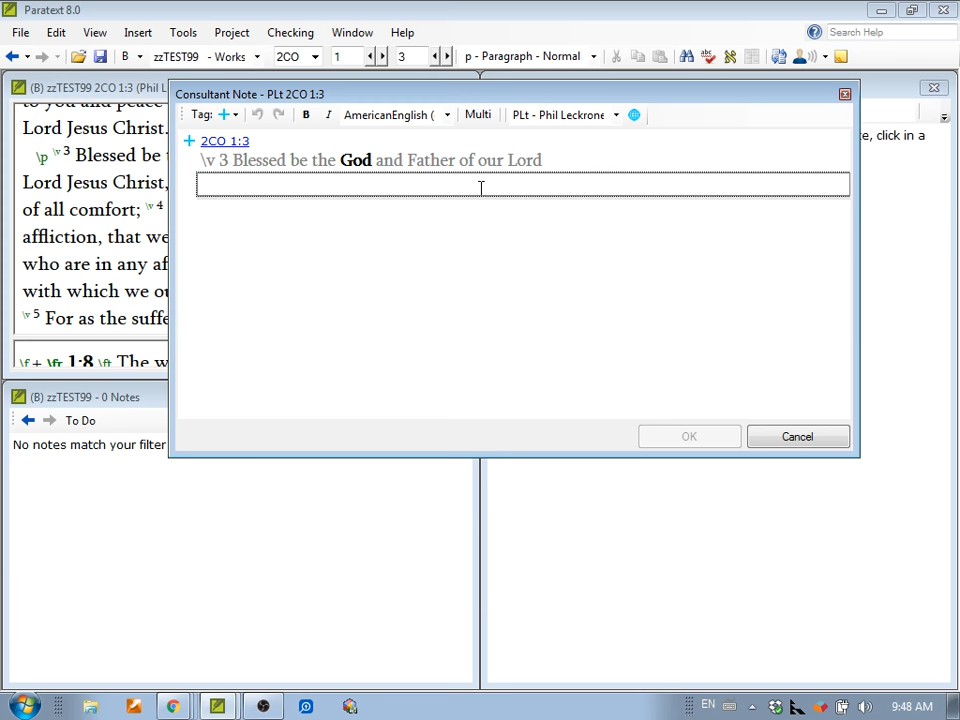 Paratext 8.0
File Edit View Insert Tools Project Checking Window Help
Search Help
B zzTEST99 - Works 2CO 1 3 p - Paragraph - Normal
(B) zzTEST99 - 2CO 1:3 (Phil L
to you and peace
Lord Jesus Christ.
\p \v 3 Blessed be t
Lord Jesus Christ,
of all comfort; \v 4
affliction, that we
who are in any af
with which we ou
\v 5 For as the suffe
\f + \fr 1:8 \ft The w
Consultant Note - PLt 2CO 1:3
Tag: B I AmericanEnglish ( Multi PLt - Phil Leckrone
2CO 1:3
\v 3 Blessed be the God and Father of our Lord
OK Cancel
e, click in a
(B) zzTEST99 - 0 Notes
To Do
No notes match your filter
EN 9:48 AM